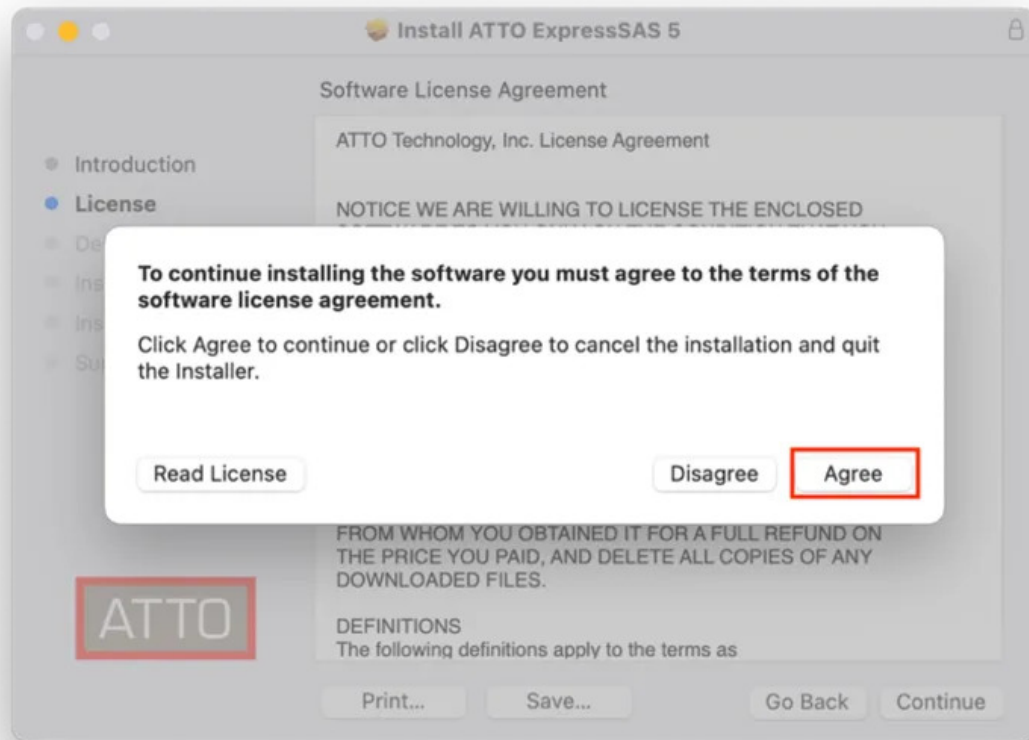 Install ATTO ExpressSAS 5
Software License Agreement
Introduction
License
De
Ins
Ins
Su
ATTO Technology, Inc. License Agreement
NOTICE WE ARE WILLING TO LICENSE THE ENCLOSED
To continue installing the software you must agree to the terms of the
software license agreement.
Click Agree to continue or click Disagree to cancel the installation and quit
the Installer.
Read License
Disagree
Agree
FROM WHOM YOU OBTAINED IT FOR A FULL REFUND ON
THE PRICE YOU PAID, AND DELETE ALL COPIES OF ANY
DOWNLOADED FILES.
DEFINITIONS
The following definitions apply to the terms as
ATTO
Print...
Save...
Go Back
Continue